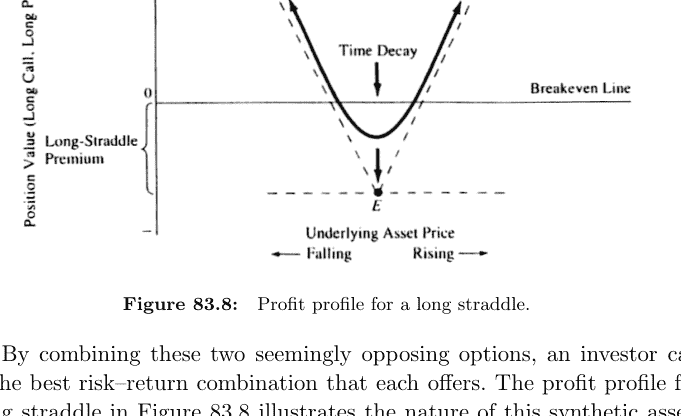 Position Value (Long Call, Long P
Time Decay
0
Breakeven Line
Long-Straddle
Premium
E
–
Underlying Asset Price
Falling Rising
Figure 83.8: Profit profile for a long straddle.
By combining these two seemingly opposing options, an investor ca
he best risk–return combination that each offers. The profit profile f
g straddle in Figure 83.8 illustrates the nature of this synthetic asse